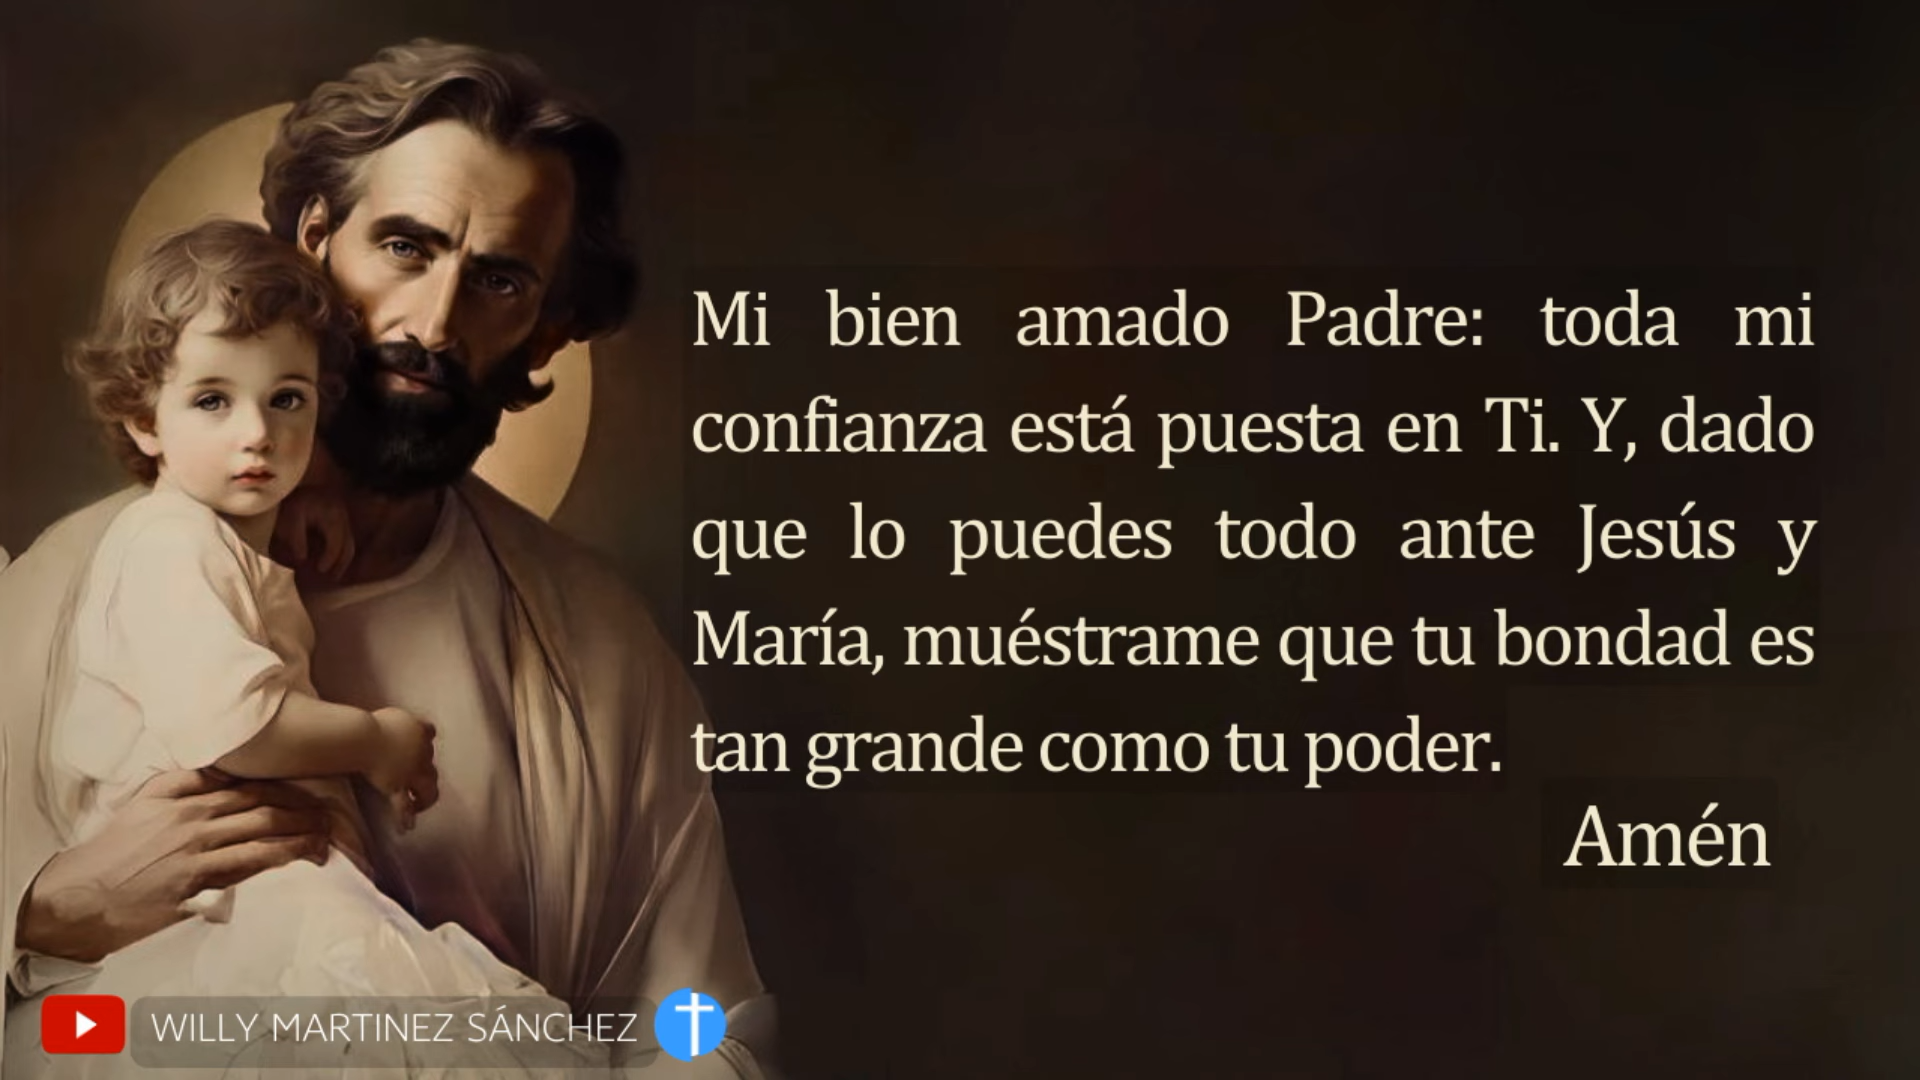 Mi bien amado Padre: toda mi
confianza está puesta en Ti. Y, dado
que lo puedes todo ante Jesús y
María, muéstrame que tu bondad es
tan grande como tu poder.
Amén
WILLY MARTINEZ SÁNCHEZ